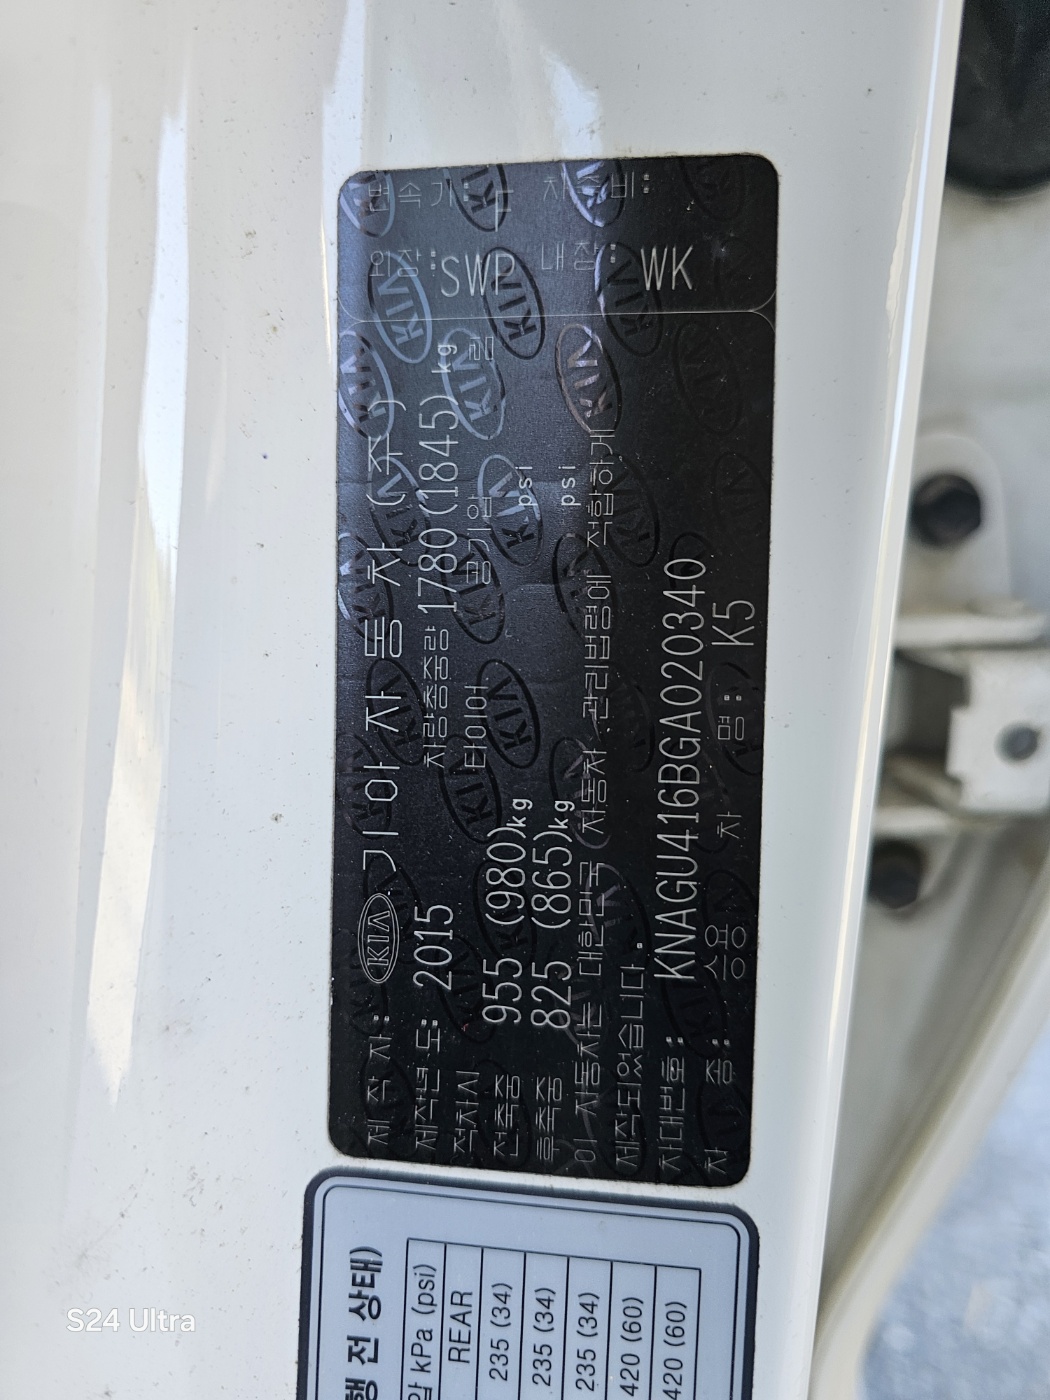 제 작 자: KIA 기아자동차(주)
제작년도: 2015 차량총중량 1780(1845)kg
적차시 타이어 림 공기압
전축중 955 (980)kg psi
후축중 825 (865)kg psi
이 자동차는 대한민국 자동차 관리법령에 적합하게
제작되었습니다.
차대번호: KNAGU416BGA020340
차 종: 승용 차 명: K5
변속기: 차축비:
외장: SWP 내장: WK
행 전 상태)
압 kPa (psi)
REAR
235 (34)
235 (34)
235 (34)
420 (60)
420 (60)
S24 Ultra